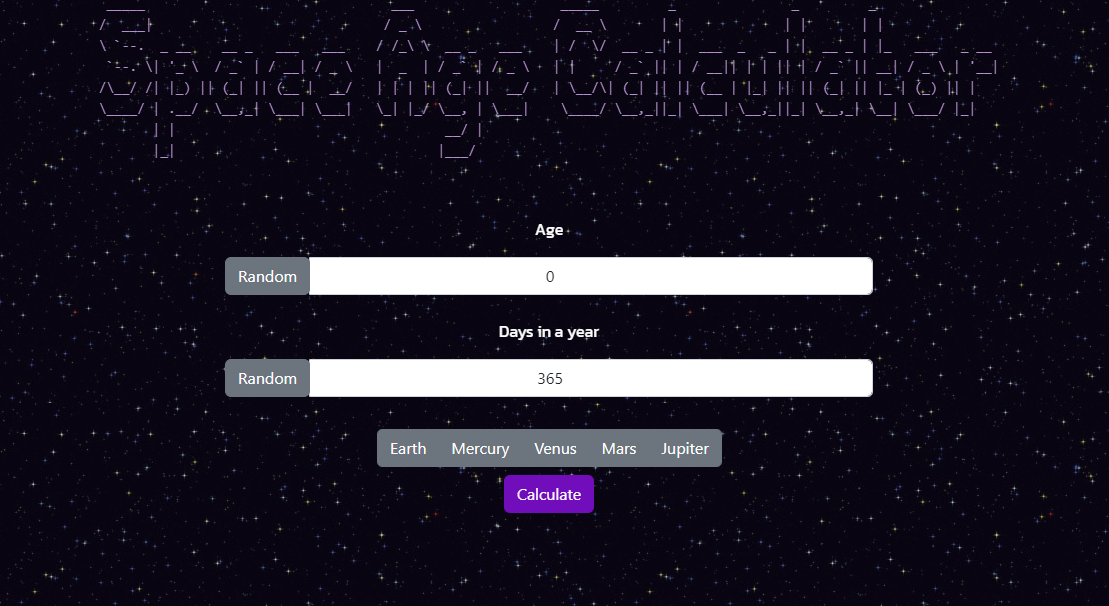 Space Age Calculator
Age
Random 0
Days in a year
Random 365
Earth Mercury Venus Mars Jupiter
Calculate